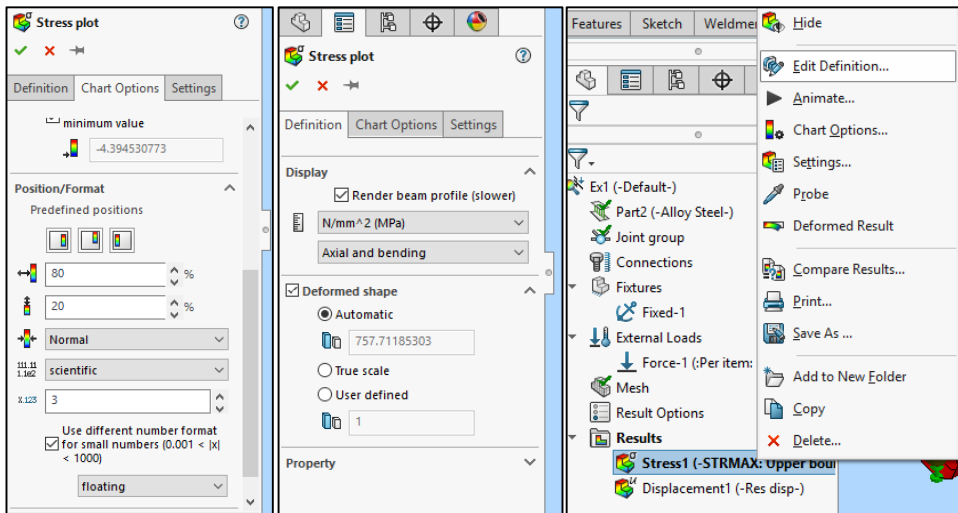 Stress plot
Definition
Chart Options
Settings
minimum value
-4.394530773
Position/Format
Predefined positions
80
%
20
%
Normal
111.11
1.1e2
scientific
X.123
3
Use different number format
for small numbers (0.001 < |x|
< 1000)
floating
Stress plot
Definition
Chart Options
Settings
Display
Render beam profile (slower)
N/mm^2 (MPa)
Axial and bending
Deformed shape
Automatic
757.71185303
True scale
User defined
1
Property
Features
Sketch
Weldme
Ex1 (-Default-)
Part2 (-Alloy Steel-)
Joint group
Connections
Fixtures
Fixed-1
External Loads
Force-1 (:Per item:
Mesh
Result Options
Results
Stress1 (-STRMAX: Upper bou
Displacement1 (-Res disp-)
Hide
Edit Definition...
Animate...
Chart Options...
Settings...
Probe
Deformed Result
Compare Results...
Print...
Save As ...
Add to New Folder
Copy
Delete...